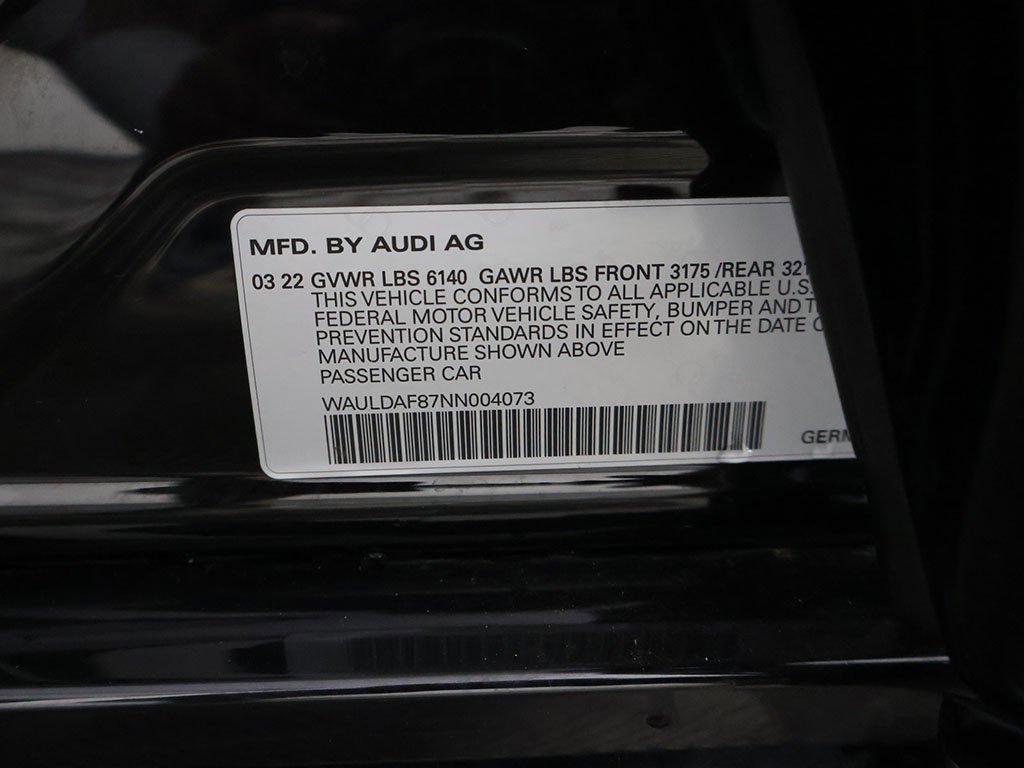 MFD. BY AUDI AG
03 22 GVWR LBS 6140 GAWR LBS FRONT 3175 /REAR 321
THIS VEHICLE CONFORMS TO ALL APPLICABLE U.S.
FEDERAL MOTOR VEHICLE SAFETY, BUMPER AND
PREVENTION STANDARDS IN EFFECT ON THE DATE
MANUFACTURE SHOWN ABOVE
PASSENGER CAR
WAULDAF87NN004073
GERM